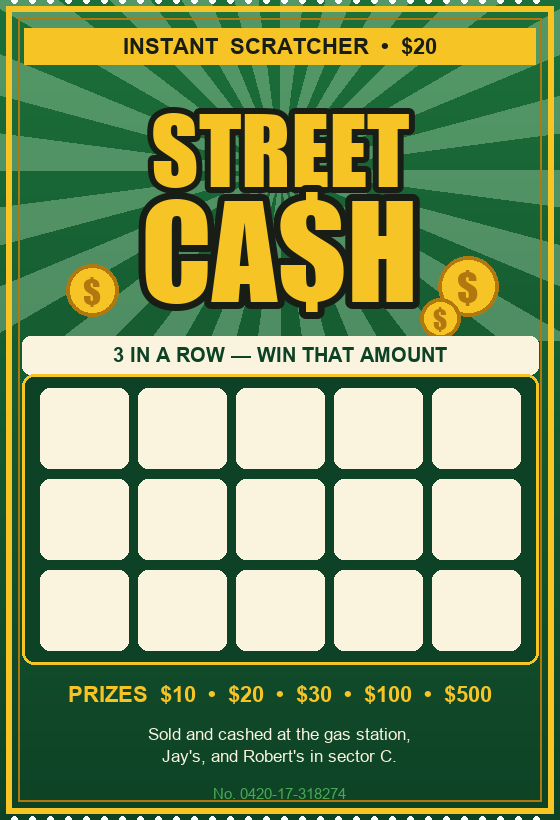 INSTANT SCRATCHER • $20
STREET
CA$H
$
$
$
3 IN A ROW — WIN THAT AMOUNT
PRIZES $10 • $20 • $30 • $100 • $500
Sold and cashed at the gas station,
Jay's, and Robert's in sector C.
No. 0420-17-318274